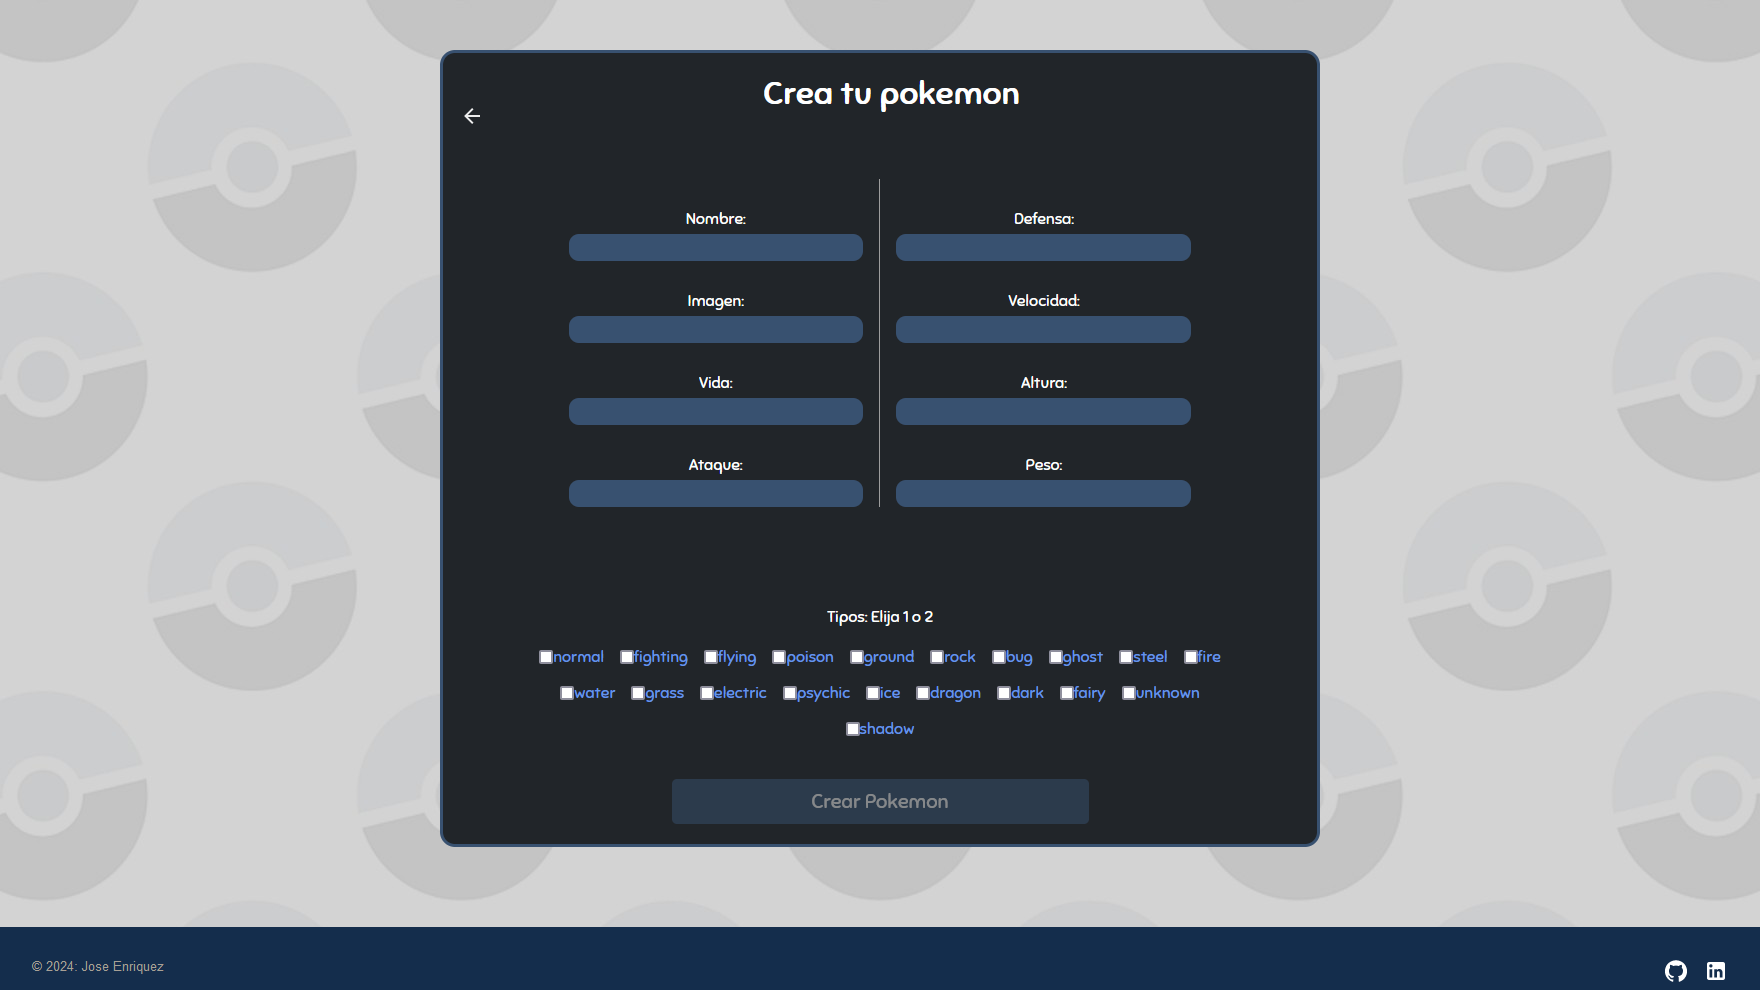 Crea tu pokemon
Nombre:
Defensa:
Imagen:
Velocidad:
Vida:
Altura:
Ataque:
Peso:
Tipos: Elija 1 o 2
normal fighting flying poison ground rock bug ghost steel fire
water grass electric psychic ice dragon dark fairy unknown
shadow
Crear Pokemon
© 2024: Jose Enriquez